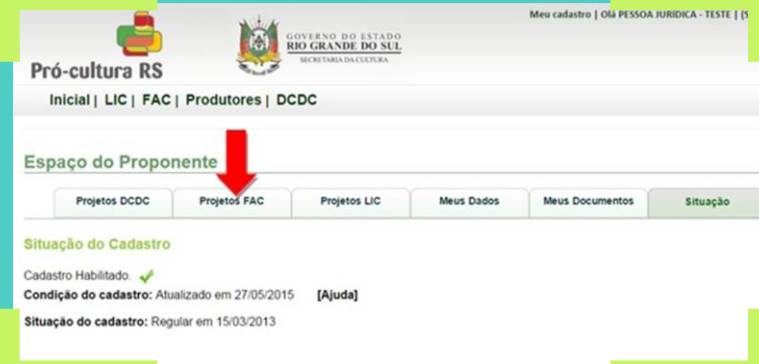 Meu cadastro | Olá PESSOA JURÍDICA - TESTE | (S
Pró-cultura RS
GOVERNO DO ESTADO
RIO GRANDE DO SUL
SECRETARIA DA CULTURA
Inicial | LIC | FAC | Produtores | DCDC
Espaço do Proponente
Projetos DCDC Projetos FAC Projetos LIC Meus Dados Meus Documentos Situação
Situação do Cadastro
Cadastro Habilitado.
Condição do cadastro: Atualizado em 27/05/2015 [Ajuda]
Situação do cadastro: Regular em 15/03/2013